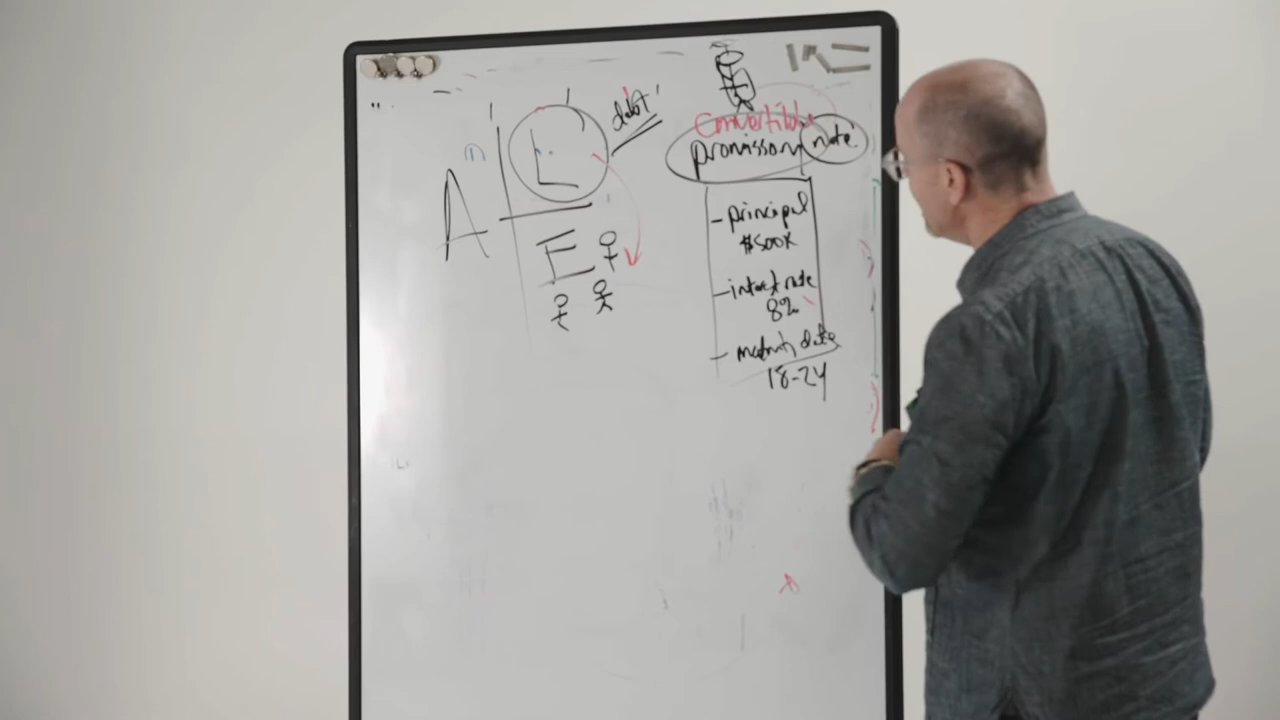 A
L
E
debt
convertible
promissory note
- principal
$500K
- interest rate
8%
- maturity date
18-24